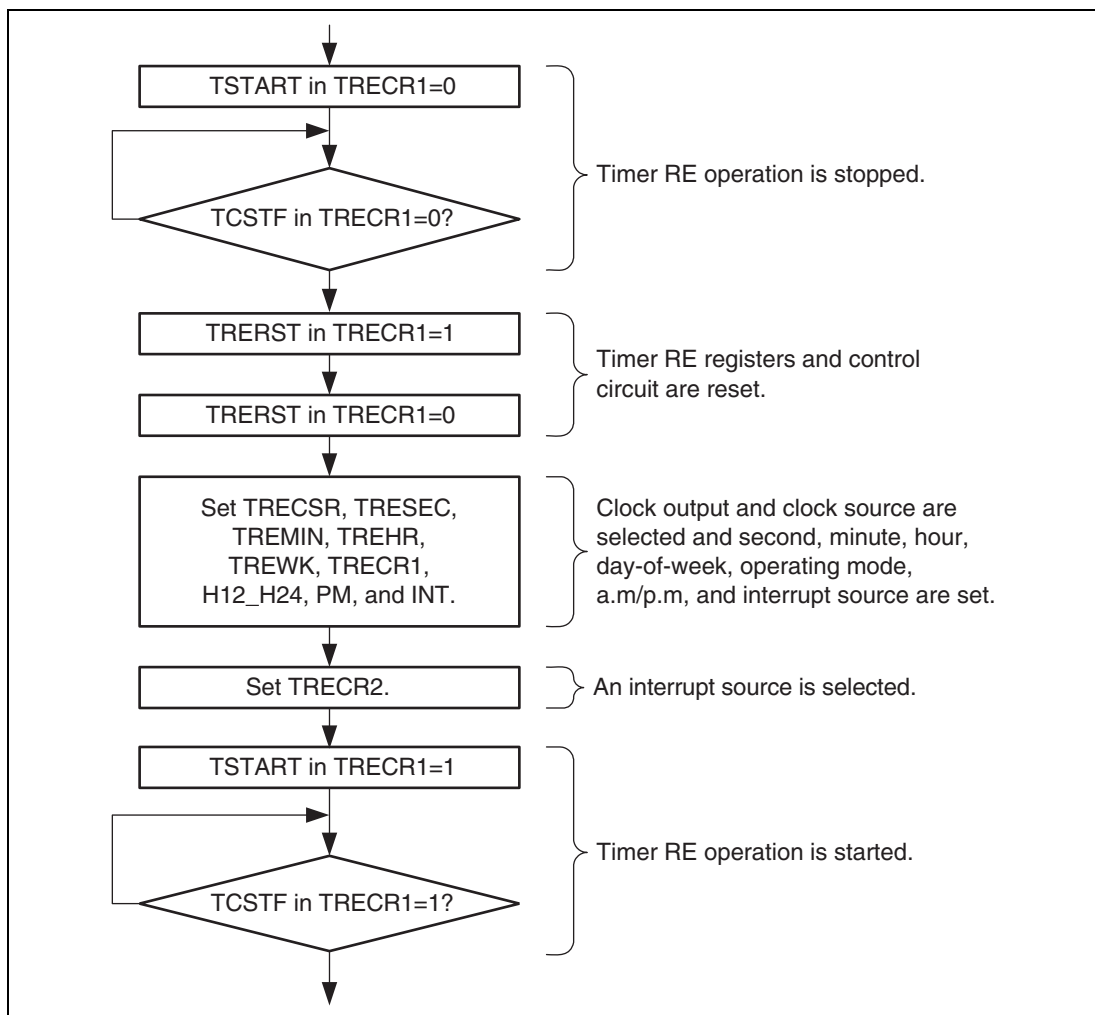 TSTART in TRECR1=0
TCSTF in TRECR1=0?
Timer RE operation is stopped.
TRERST in TRECR1=1
TRERST in TRECR1=0
Timer RE registers and control
circuit are reset.
Set TRECSR, TRESEC,
TREMIN, TREHR,
TREWK, TRECR1,
H12_H24, PM, and INT.
Clock output and clock source are
selected and second, minute, hour,
day-of-week, operating mode,
a.m/p.m, and interrupt source are set.
Set TRECR2.
An interrupt source is selected.
TSTART in TRECR1=1
TCSTF in TRECR1=1?
Timer RE operation is started.